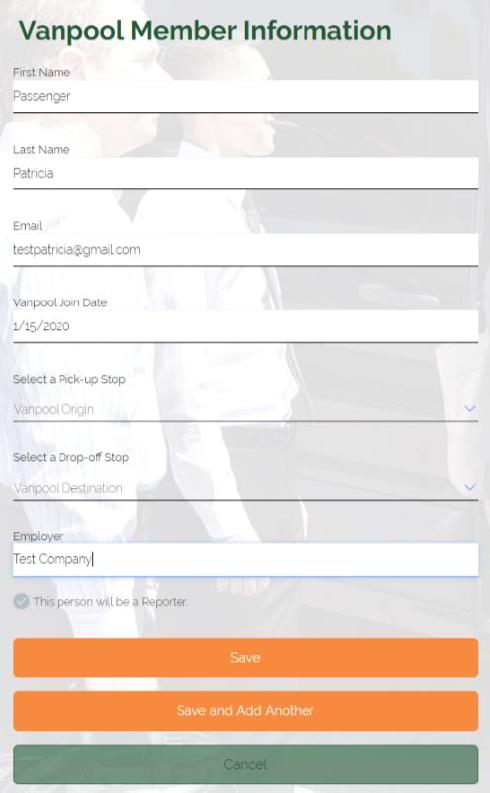 Vanpool Member Information
First Name
Passenger
Last Name
Patricia
Email
testpatricia@gmail.com
Vanpool Join Date
1/15/2020
Select a Pick-up Stop
Vanpool Origin
Select a Drop-off Stop
Vanpool Destination
Employer
Test Company
This person will be a Reporter.
Save
Save and Add Another
Cancel